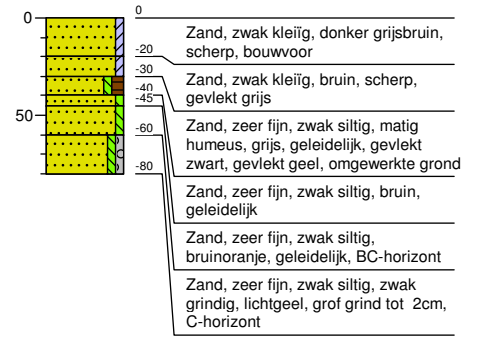 0
0
Zand, zwak kleiïg, donker grijsbruin,
scherp, bouwvoor
-20
-30
Zand, zwak kleiïg, bruin, scherp,
gevlekt grijs
-40
-45
50
Zand, zeer fijn, zwak siltig, matig
humeus, grijs, geleidelijk, gevlekt
zwart, gevlekt geel, omgewerkte grond
-60
-80
Zand, zeer fijn, zwak siltig, bruin,
geleidelijk
Zand, zeer fijn, zwak siltig,
bruinoranje, geleidelijk, BC-horizont
Zand, zeer fijn, zwak siltig, zwak
grindig, lichtgeel, grof grind tot 2cm,
C-horizont